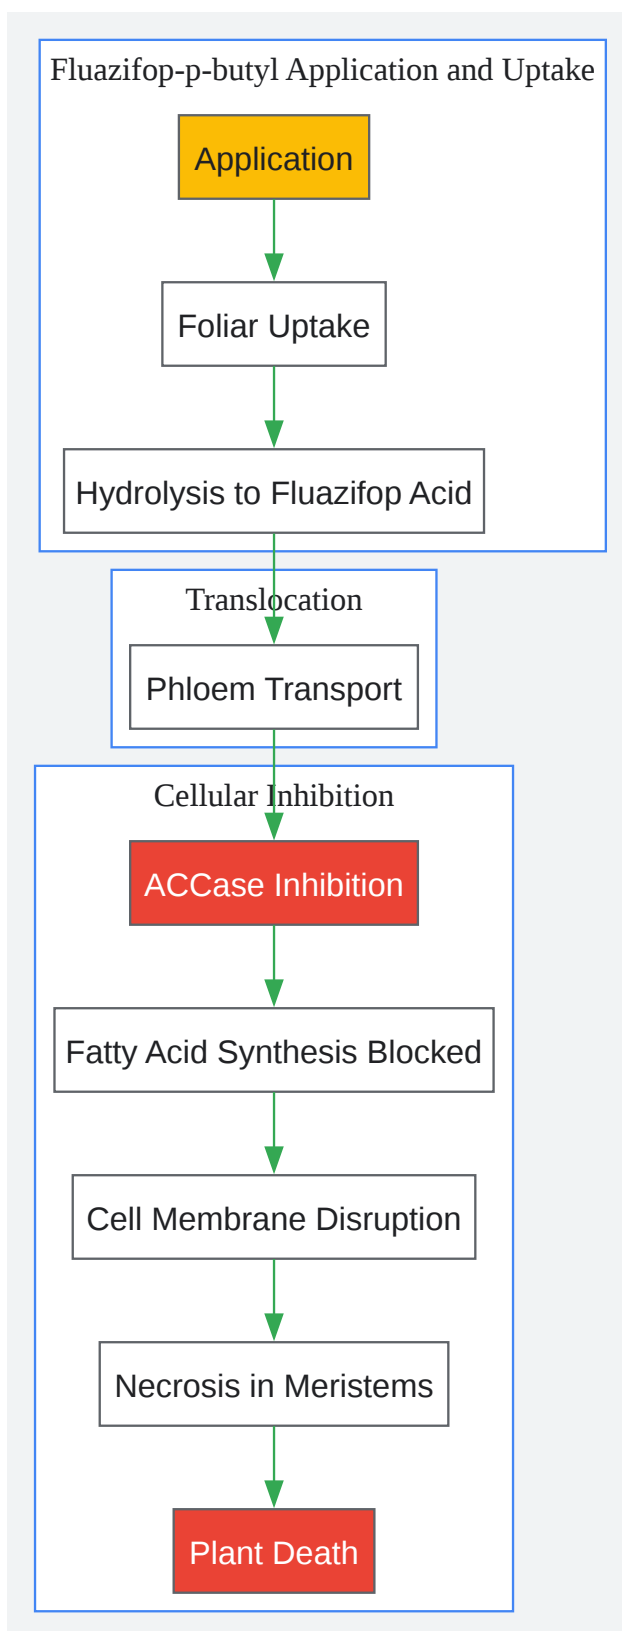 Fluazifop-p-butyl Application and Uptake
Application
Foliar Uptake
Hydrolysis to Fluazifop Acid
Translocation
Phloem Transport
Cellular Inhibition
ACCase Inhibition
Fatty Acid Synthesis Blocked
Cell Membrane Disruption
Necrosis in Meristems
Plant Death